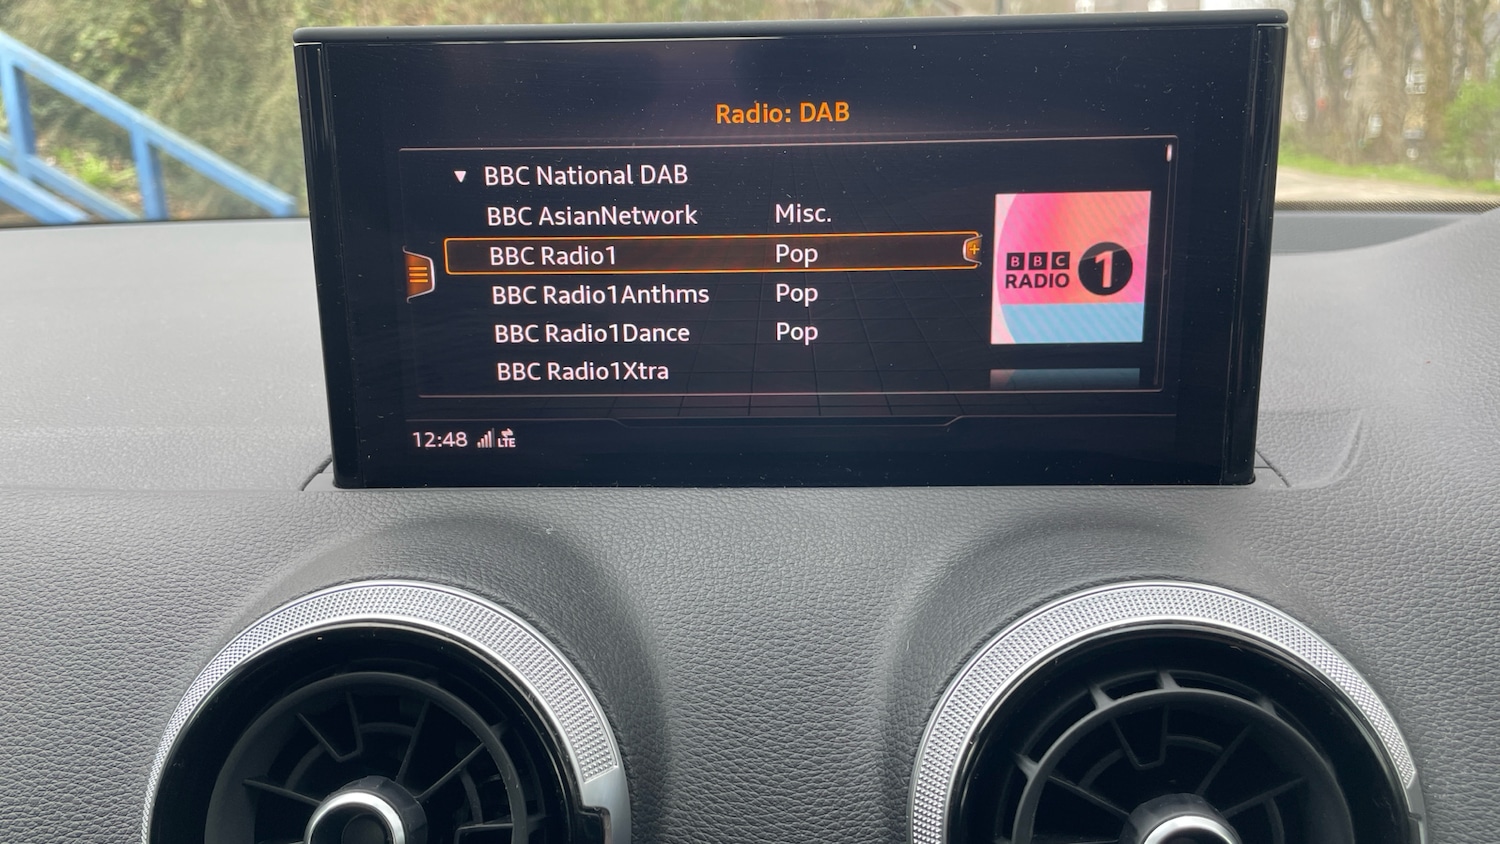 Radio: DAB
▼ BBC National DAB
BBC AsianNetwork Misc.
BBC Radio1 Pop
BBC Radio1Anthms Pop
BBC Radio1Dance Pop
BBC Radio1Xtra
BBC
RADIO 1
12:48 LTE